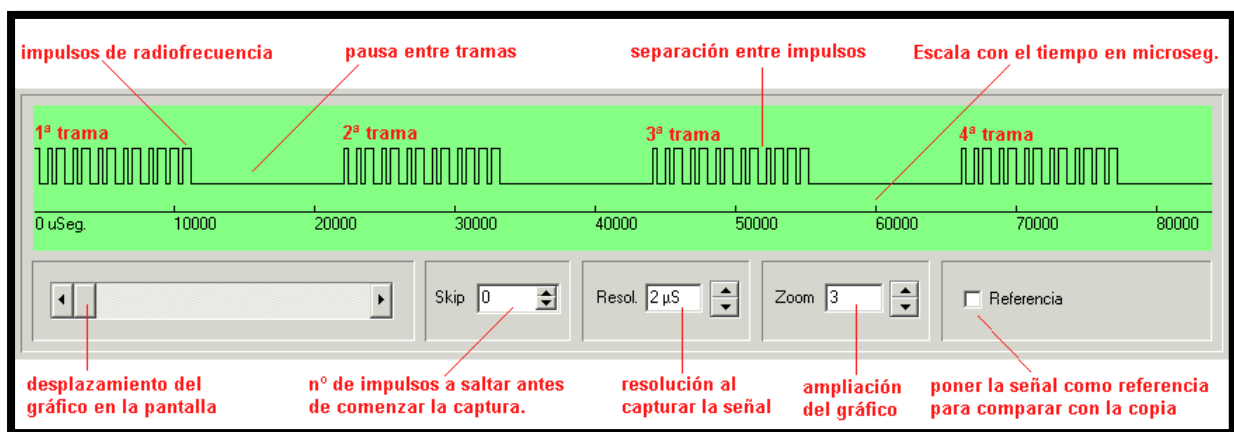 impulsos de radiofrecuencia
pausa entre tramas
separación entre impulsos
Escala con el tiempo en microseg.
1ª trama
2ª trama
3ª trama
4ª trama
0 uSeg.
10000
20000
30000
40000
50000
60000
70000
80000
Skip 0
Resol. 2 µS
Zoom 3
Referencia
desplazamiento del
gráfico en la pantalla
nº de impulsos a saltar antes
de comenzar la captura.
resolución al
capturar la señal
ampliación
del gráfico
poner la señal como referencia
para comparar con la copia